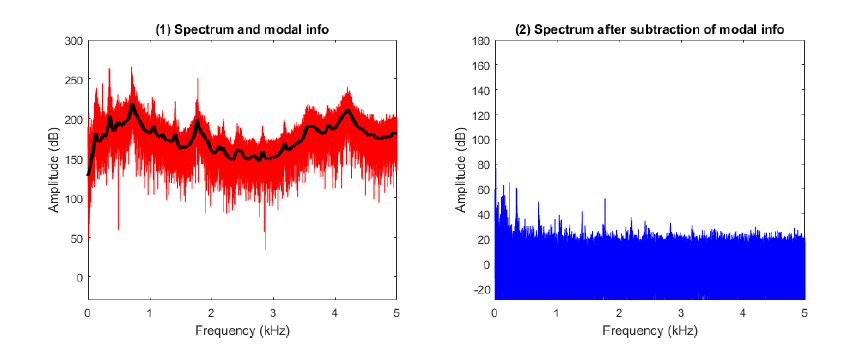 (1) Spectrum and modal info
300
250
200
150
100
50
0
Amplitude (dB)
0 1 2 3 4 5
Frequency (kHz)
(2) Spectrum after subtraction of modal info
180
160
140
120
100
80
60
40
20
0
-20
Amplitude (dB)
0 1 2 3 4 5
Frequency (kHz)